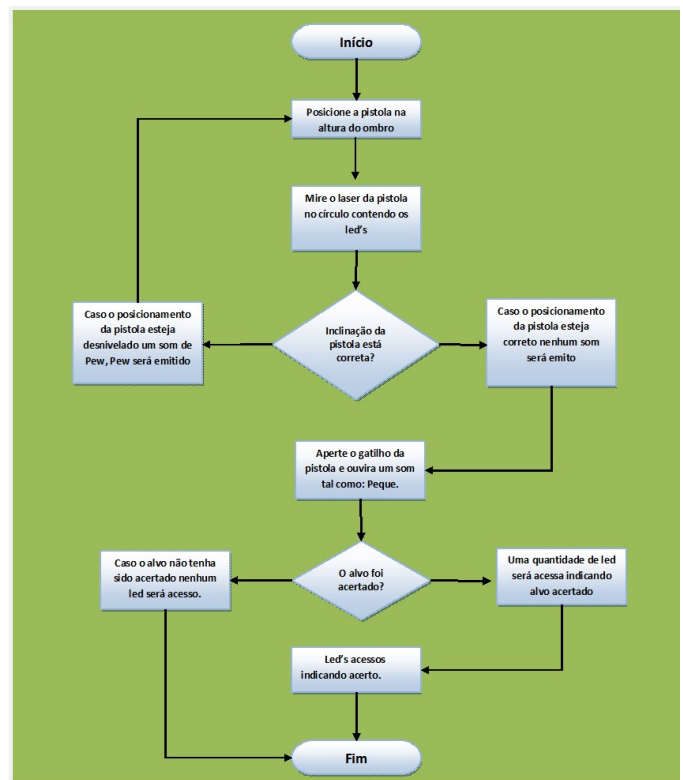 Início
Posicione a pistola na
altura do ombro
Mire o laser da pistola
no círculo contendo os
led's
Caso o posicionamento
da pistola esteja
desnivelado um som de
Pew, Pew será emitido
Inclinação da
pistola está
correta?
Caso o posicionamento
da pistola esteja
correto nenhum som
será emito
Aperte o gatilho da
pistola e ouvira um som
tal como: Peque.
Caso o alvo não tenha
sido acertado nenhum
led será acesso.
O alvo foi
acertado?
Uma quantidade de led
será acessa indicando
alvo acertado
Led's acessos
indicando acerto.
Fim